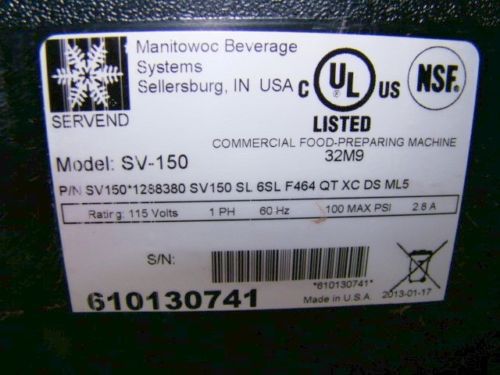 Manitowoc Beverage
Systems
Sellersburg, IN USA
SERVEND
C UL US
LISTED
NSF
COMMERCIAL FOOD-PREPARING MACHINE
32M9
Model: SV-150
P/N SV150*1268380 SV150 SL 6SL F464 QT XC DS ML5
Rating: 115 Volts 1 PH 60 Hz 100 MAX PSI 2.8 A
S/N:
610130741
*610130741*
Made in U.S.A.
2013-01-17